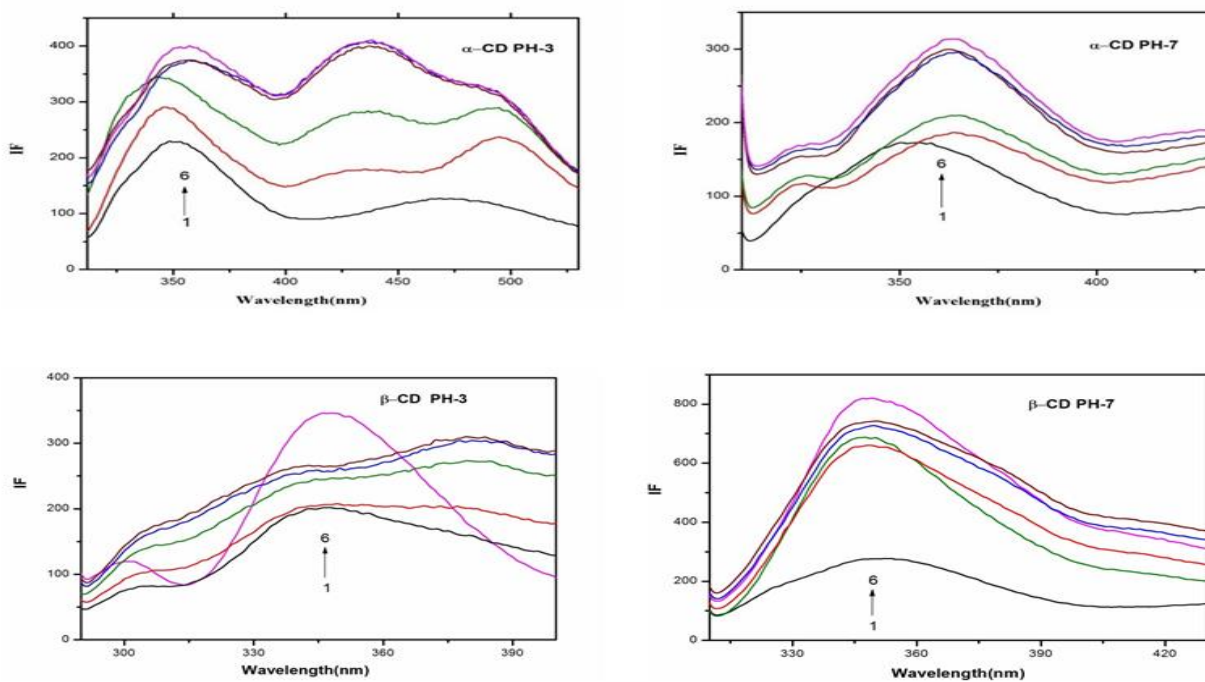 400
α–CD PH-3
300
IF
200
6
100
1
0
350 400 450 500
Wavelength(nm)
α–CD PH-7
300
200
IF
6
100
1
0
350 400
Wavelength(nm)
400
β–CD PH-3
300
IF
200
6
100
1
0
300 330 360 390
Wavelength(nm)
800
β–CD PH-7
600
IF
400
200
6
1
0
330 360 390 420
Wavelength(nm)